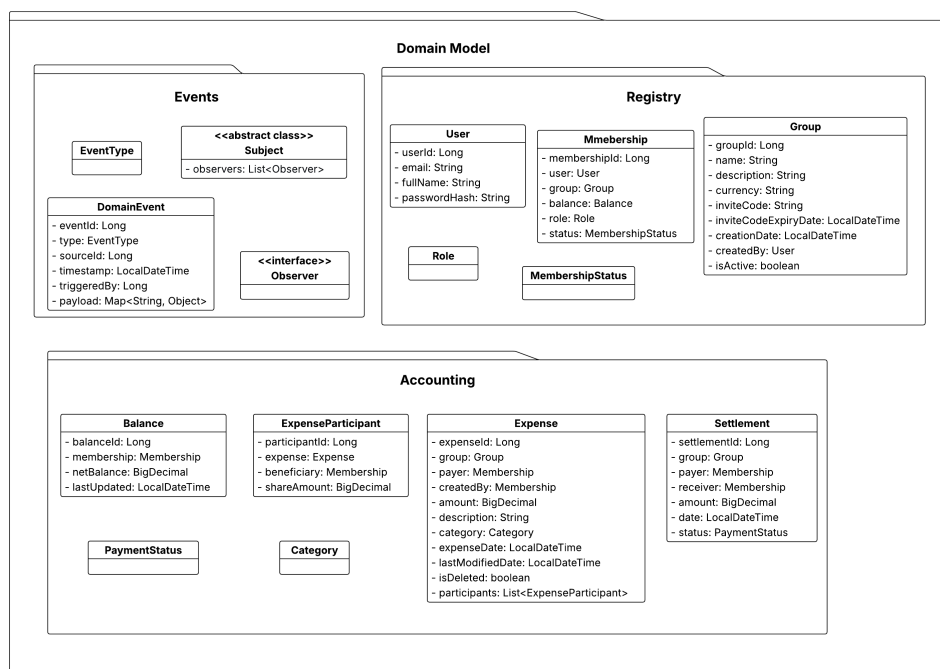 Domain Model
Events
EventType
<<abstract class>>
Subject
- observers: List<Observer>
DomainEvent
- eventId: Long
- type: EventType
- sourceId: Long
- timestamp: LocalDateTime
- triggeredBy: Long
- payload: Map<String, Object>
<<interface>>
Observer
Registry
User
- userId: Long
- email: String
- fullName: String
- passwordHash: String
Mmebership
- membershipId: Long
- user: User
- group: Group
- balance: Balance
- role: Role
- status: MembershipStatus
Group
- groupId: Long
- name: String
- description: String
- currency: String
- inviteCode: String
- inviteCodeExpiryDate: LocalDateTime
- creationDate: LocalDateTime
- createdBy: User
- isActive: boolean
Role
MembershipStatus
Accounting
Balance
- balanceId: Long
- membership: Membership
- netBalance: BigDecimal
- lastUpdated: LocalDateTime
ExpenseParticipant
- participantId: Long
- expense: Expense
- beneficiary: Membership
- shareAmount: BigDecimal
Expense
- expenseId: Long
- group: Group
- payer: Membership
- createdBy: Membership
- amount: BigDecimal
- description: String
- category: Category
- expenseDate: LocalDateTime
- lastModifiedDate: LocalDateTime
- isDeleted: boolean
- participants: List<ExpenseParticipant>
Settlement
- settlementId: Long
- group: Group
- payer: Membership
- receiver: Membership
- amount: BigDecimal
- date: LocalDateTime
- status: PaymentStatus
PaymentStatus
Category